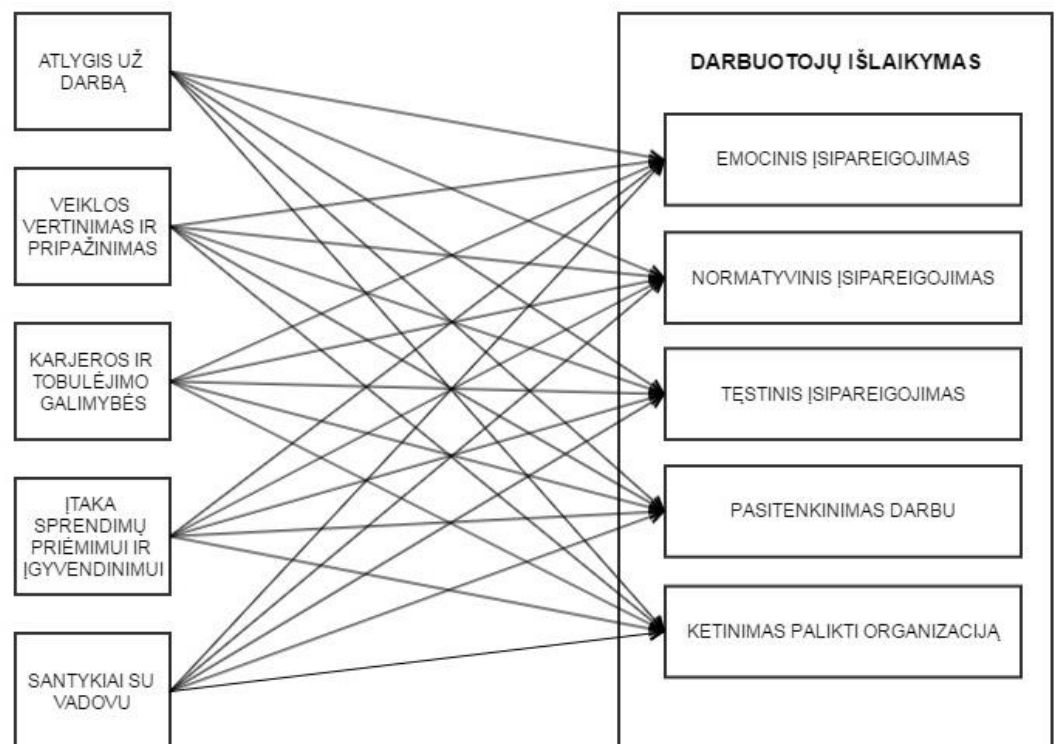 ATLYGIS UŽ
DARBĄ
VEIKLOS
VERTINIMAS IR
PRIPAŽINIMAS
KARJEROS IR
TOBULĖJIMO
GALIMYBĖS
ĮTAKA
SPRENDIMŲ
PRIĖMIMUI IR
ĮGYVENDINIMUI
SANTYKIAI SU
VADOVU
DARBUOTOJŲ IŠLAIKYMAS
EMOCINIS ĮSIPAREIGOJIMAS
NORMATYVINIS ĮSIPAREIGOJIMAS
TĘSTINIS ĮSIPAREIGOJIMAS
PASITENKINIMAS DARBU
KETINIMAS PALIKTI ORGANIZACIJĄ